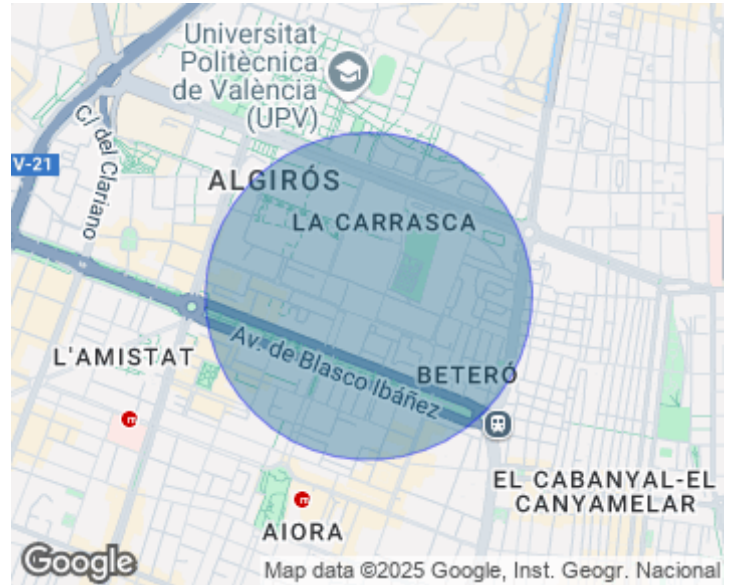 Universitat
Politècnica
de València
(UPV)
C/ del Clariano
V-21
ALGIRÓS
LA CARRASCA
L'AMISTAT
Av. de Blasco Ibáñez
BETERÓ
EL CABANYAL-EL
CANYAMELAR
AIORA
Google
Map data ©2025 Google, Inst. Geogr. Nacional